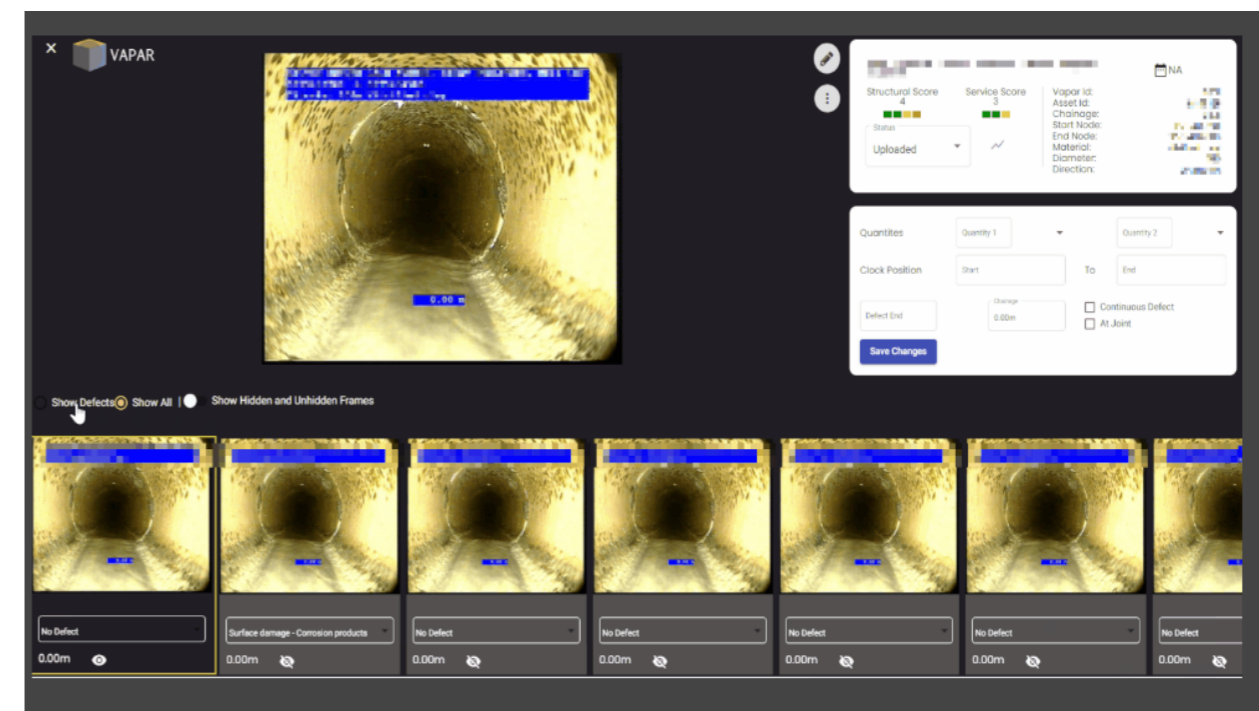 VAPAR
NA
Structural Score
4
Service Score
3
Vapar Id:
Asset Id:
Chainage:
Start Node:
End Node:
Material:
Diameter:
Direction:
Status
Uploaded
0.00 m
Quantites
Quantity 1
Quantity 2
Clock Position
Start
To
End
Defect End
Chainage
0.00m
Continuous Defect
At Joint
Save Changes
Show Defects
Show All |
Show Hidden and Unhidden Frames
No Defect
Surface damage - Corrosion products
No Defect
No Defect
No Defect
No Defect
No Defect
0.00m
0.00m
0.00m
0.00m
0.00m
0.00m
0.00m